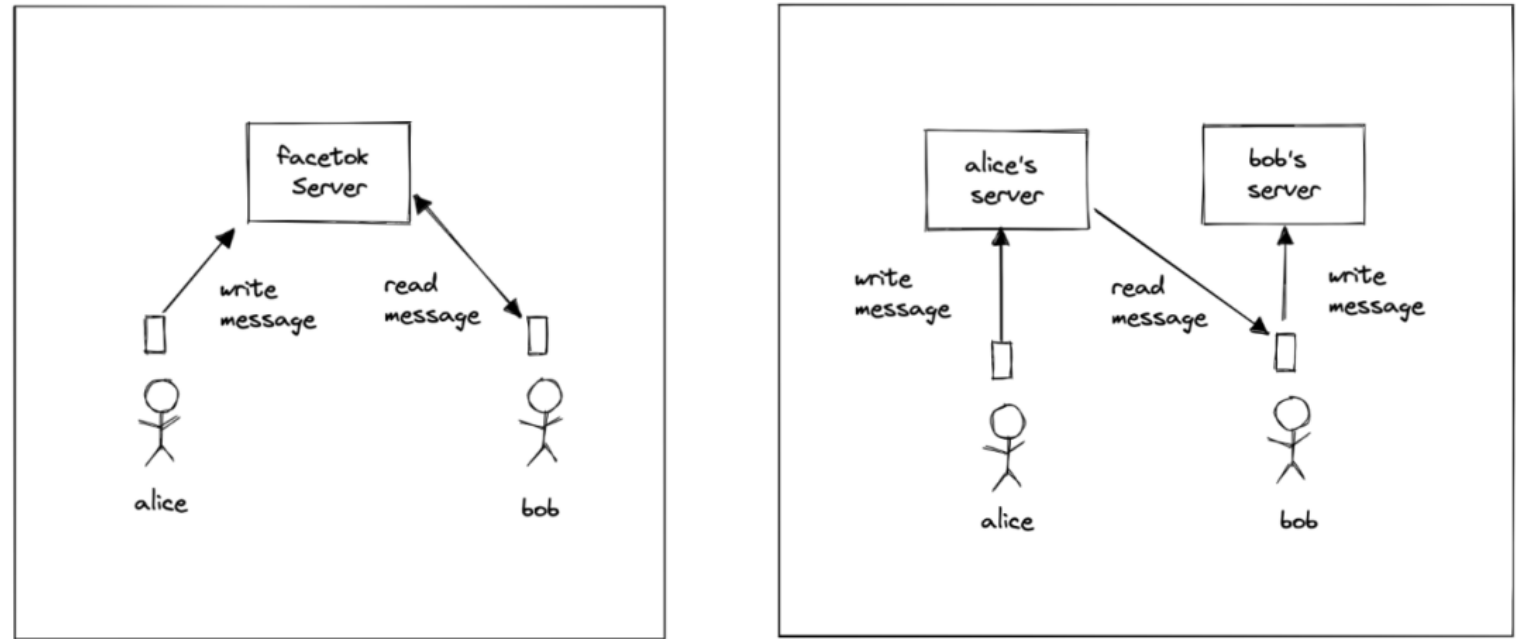 facetok
Server
write
message
read
message
alice
bob
alice's
server
bob's
server
write
message
read
message
write
message
alice
bob